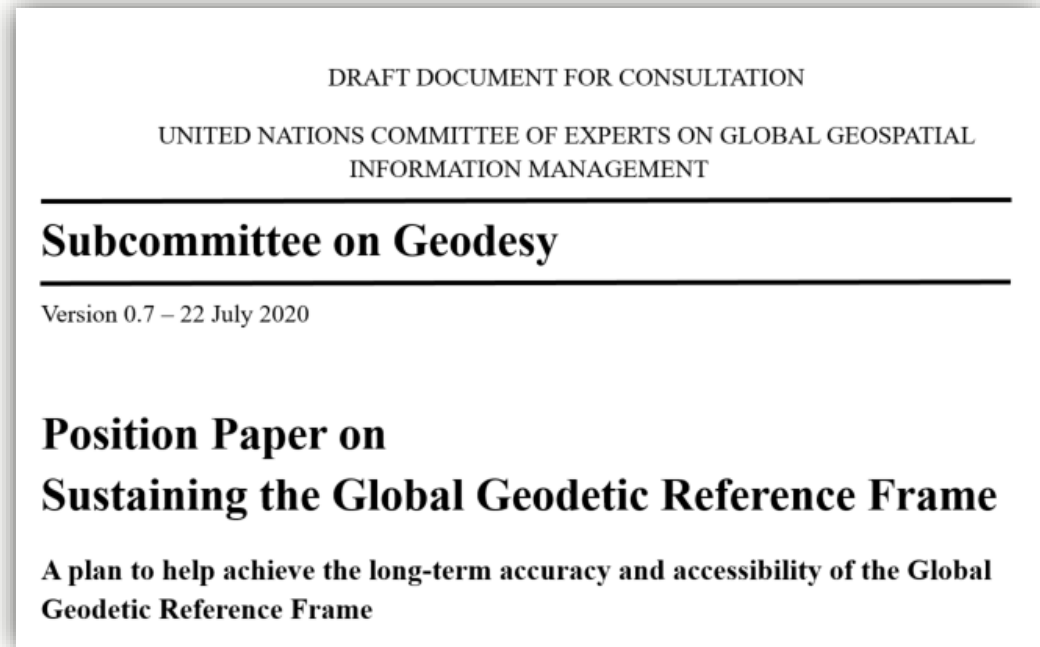 DRAFT DOCUMENT FOR CONSULTATION
UNITED NATIONS COMMITTEE OF EXPERTS ON GLOBAL GEOSPATIAL
INFORMATION MANAGEMENT
Subcommittee on Geodesy
Version 0.7 – 22 July 2020
Position Paper on
Sustaining the Global Geodetic Reference Frame
A plan to help achieve the long-term accuracy and accessibility of the Global
Geodetic Reference Frame